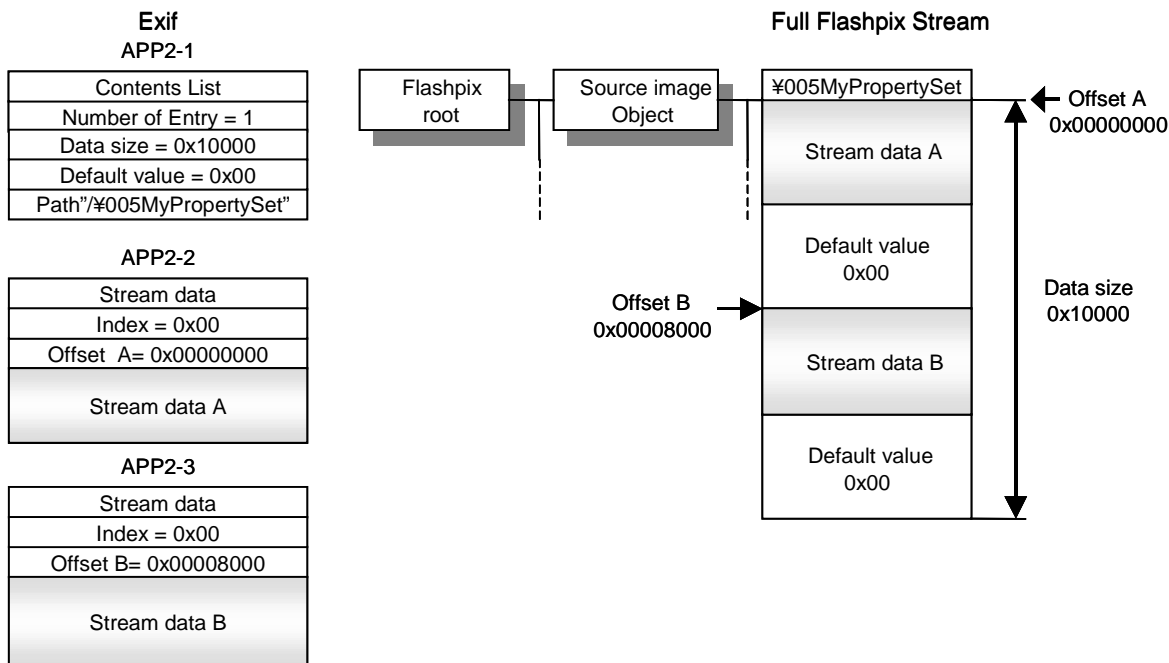 Exif
APP2-1
Contents List
Number of Entry = 1
Data size = 0x10000
Default value = 0x00
Path”/¥005MyPropertySet”
APP2-2
Stream data
Index = 0x00
Offset A= 0x00000000
Stream data A
APP2-3
Stream data
Index = 0x00
Offset B= 0x00008000
Stream data B
Full Flashpix Stream
Flashpix
root
Source image
Object
¥005MyPropertySet
Offset A
0x00000000
Stream data A
Default value
0x00
Offset B
0x00008000
Data size
0x10000
Stream data B
Default value
0x00